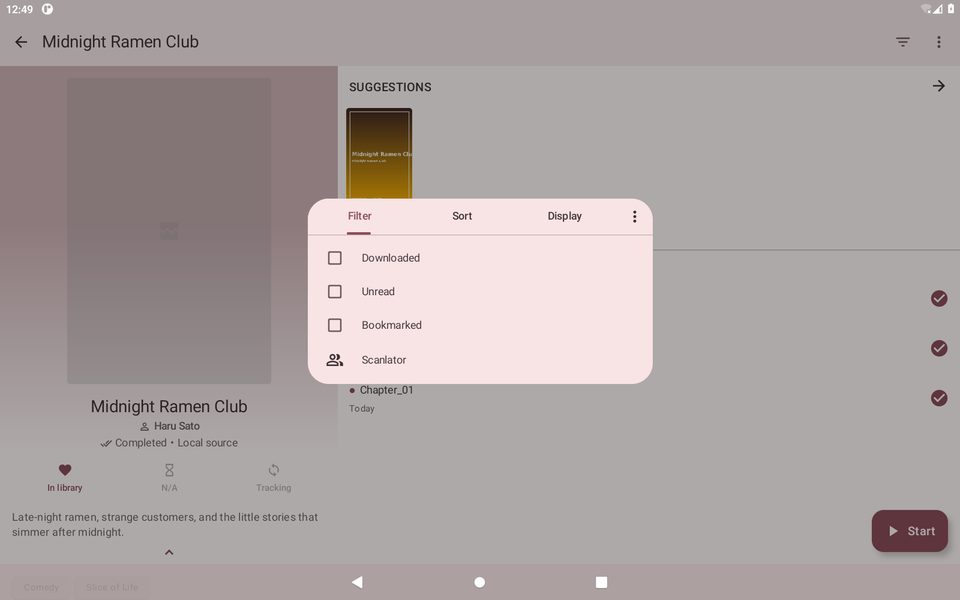 12:49
Midnight Ramen Club
SUGGESTIONS
Midnight Ramen Clu
Filter
Sort
Display
Downloaded
Unread
Bookmarked
Scanlator
Chapter_01
Today
Midnight Ramen Club
Haru Sato
Completed • Local source
In library
N/A
Tracking
Late-night ramen, strange customers, and the little stories that
simmer after midnight.
Start
Comedy
Slice of Life